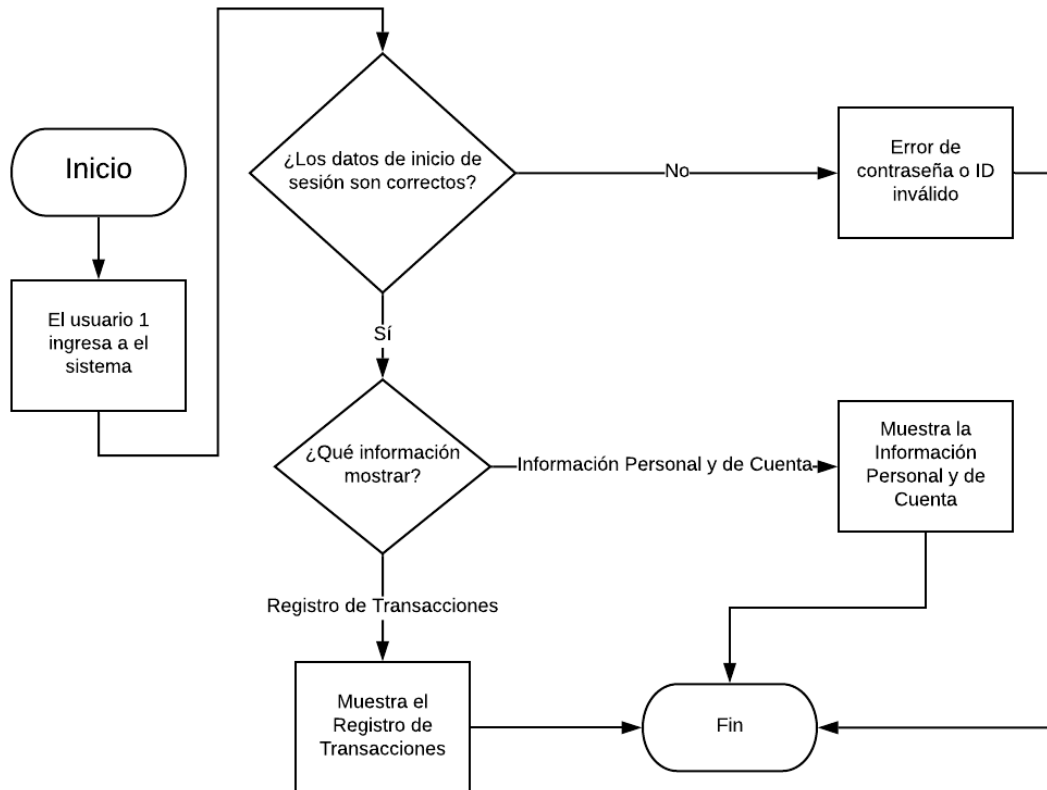 Inicio
El usuario 1
ingresa a el
sistema
¿Los datos de inicio de
sesión son correctos?
No
Error de
contraseña o ID
inválido
Sí
¿Qué información
mostrar?
Información Personal y de Cuenta
Muestra la
Información
Personal y de
Cuenta
Registro de Transacciones
Muestra el
Registro de
Transacciones
Fin